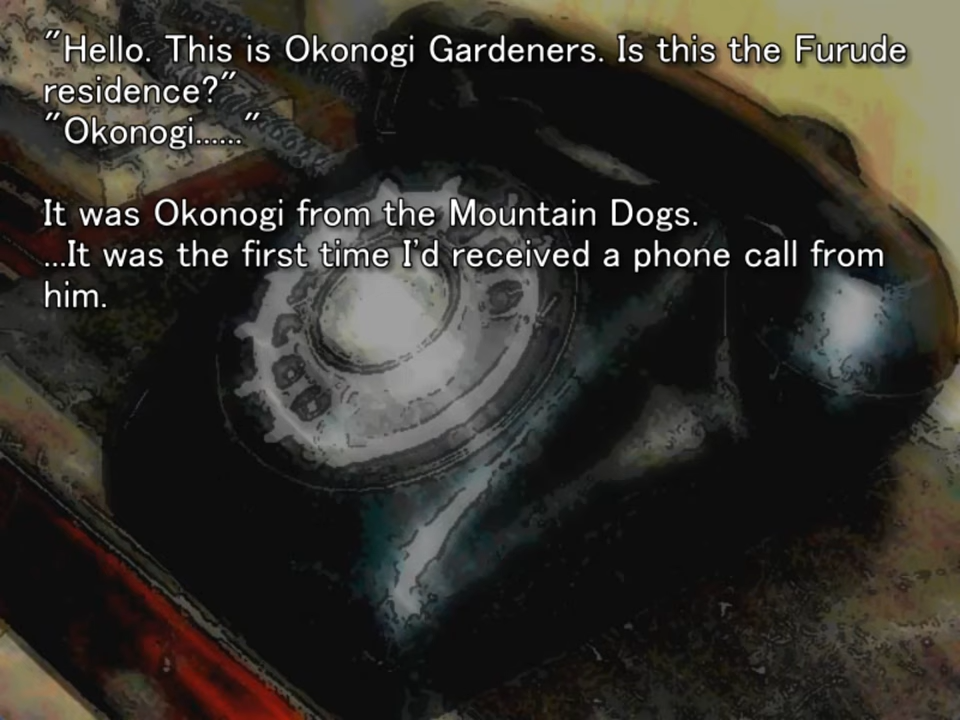 "Hello. This is Okonogi Gardeners. Is this the Furude
residence?"
"Okonogi......"
It was Okonogi from the Mountain Dogs.
...It was the first time I'd received a phone call from
him.